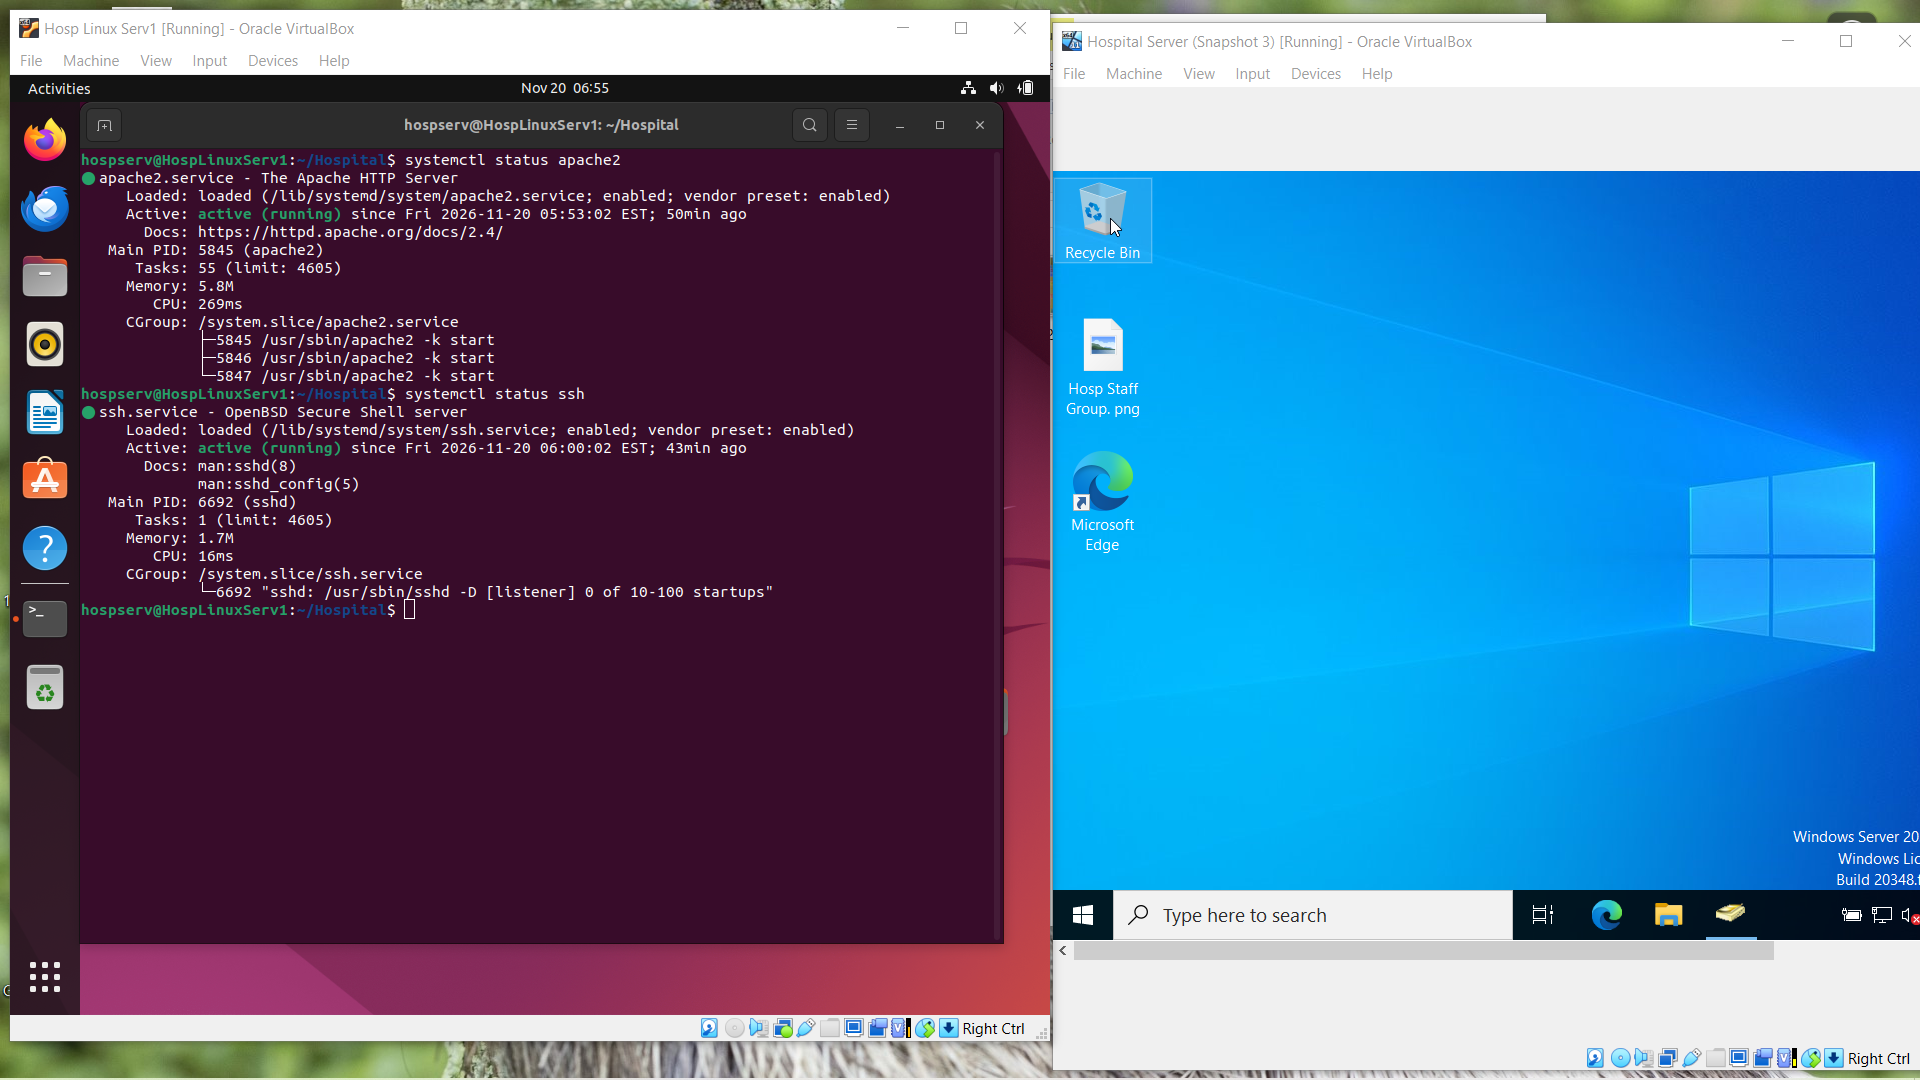 Hosp Linux Serv1 [Running] - Oracle VirtualBox
File Machine View Input Devices Help
Activities
Nov 20 06:55
hospserv@HospLinuxServ1: ~/Hospital
hospserv@HospLinuxServ1:~/Hospital$ systemctl status apache2
apache2.service - The Apache HTTP Server
Loaded: loaded (/lib/systemd/system/apache2.service; enabled; vendor preset: enabled)
Active: active (running) since Fri 2026-11-20 05:53:02 EST; 50min ago
Docs: https://httpd.apache.org/docs/2.4/
Main PID: 5845 (apache2)
Tasks: 55 (limit: 4605)
Memory: 5.8M
CPU: 269ms
CGroup: /system.slice/apache2.service
├─5845 /usr/sbin/apache2 -k start
├─5846 /usr/sbin/apache2 -k start
└─5847 /usr/sbin/apache2 -k start
hospserv@HospLinuxServ1:~/Hospital$ systemctl status ssh
ssh.service - OpenBSD Secure Shell server
Loaded: loaded (/lib/systemd/system/ssh.service; enabled; vendor preset: enabled)
Active: active (running) since Fri 2026-11-20 06:00:02 EST; 43min ago
Docs: man:sshd(8)
man:sshd_config(5)
Main PID: 6692 (sshd)
Tasks: 1 (limit: 4605)
Memory: 1.7M
CPU: 16ms
CGroup: /system.slice/ssh.service
└─6692 "sshd: /usr/sbin/sshd -D [listener] 0 of 10-100 startups"
hospserv@HospLinuxServ1:~/Hospital$
Right Ctrl
Hospital Server (Snapshot 3) [Running] - Oracle VirtualBox
File Machine View Input Devices Help
Recycle Bin
Hosp Staff
Group. png
Microsoft
Edge
Windows Server 20
Windows Lic
Build 20348.
Type here to search
Right Ctrl